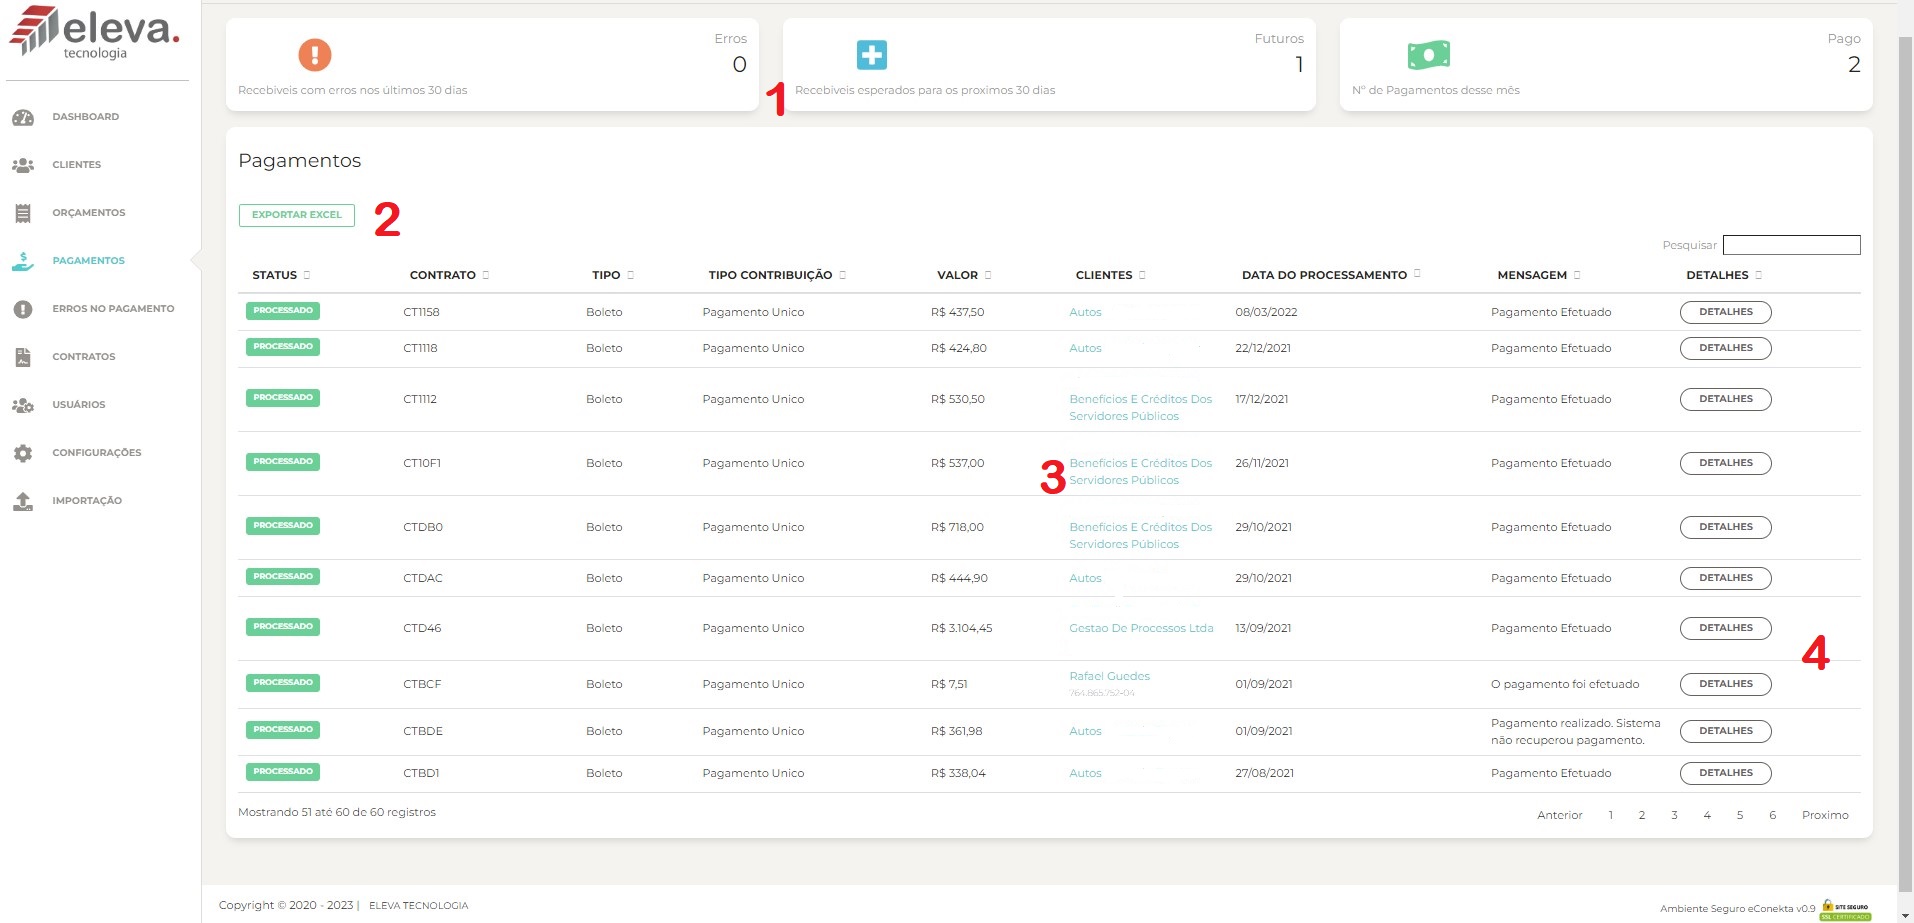 eleva.
tecnologia
DASHBOARD
CLIENTES
ORÇAMENTOS
PAGAMENTOS
ERROS NO PAGAMENTO
CONTRATOS
USUÁRIOS
CONFIGURAÇÕES
IMPORTAÇÃO
Erros
0
Recebiveis com erros nos últimos 30 dias
1
Futuros
1
Recebiveis esperados para os proximos 30 dias
Pago
2
Nº de Pagamentos desse mês
Pagamentos
EXPORTAR EXCEL 2
Pesquisar
STATUS CONTRATO TIPO TIPO CONTRIBUIÇÃO VALOR CLIENTES DATA DO PROCESSAMENTO MENSAGEM DETALHES
PROCESSADO CT1158 Boleto Pagamento Unico R$ 437,50 Autos 08/03/2022 Pagamento Efetuado DETALHES
PROCESSADO CT1118 Boleto Pagamento Unico R$ 424,80 Autos 22/12/2021 Pagamento Efetuado DETALHES
PROCESSADO CT1112 Boleto Pagamento Unico R$ 530,50 Benefícios E Créditos Dos 17/12/2021 Pagamento Efetuado DETALHES
Servidores Públicos
PROCESSADO CT10F1 Boleto Pagamento Unico R$ 537,00 Benefícios E Créditos Dos 26/11/2021 Pagamento Efetuado DETALHES
3 Servidores Públicos
PROCESSADO CTDB0 Boleto Pagamento Unico R$ 718,00 Benefícios E Créditos Dos 29/10/2021 Pagamento Efetuado DETALHES
Servidores Públicos
PROCESSADO CTDAC Boleto Pagamento Unico R$ 444,90 Autos 29/10/2021 Pagamento Efetuado DETALHES
PROCESSADO CTD46 Boleto Pagamento Unico R$ 3.104,45 Gestao De Processos Ltda 13/09/2021 Pagamento Efetuado DETALHES
4
PROCESSADO CTBCF Boleto Pagamento Unico R$ 7,51 Rafael Guedes 01/09/2021 O pagamento foi efetuado DETALHES
764.865.752-04
PROCESSADO CTBDE Boleto Pagamento Unico R$ 361,98 Autos 01/09/2021 Pagamento realizado. Sistema DETALHES
não recuperou pagamento.
PROCESSADO CTBD1 Boleto Pagamento Unico R$ 338,04 Autos 27/08/2021 Pagamento Efetuado DETALHES
Mostrando 51 até 60 de 60 registros
Anterior 1 2 3 4 5 6 Proximo
Copyright © 2020 - 2023 | ELEVA TECNOLOGIA
Ambiente Seguro eConekta v0.9
SITE SEGURO
SSL CERTIFICADO